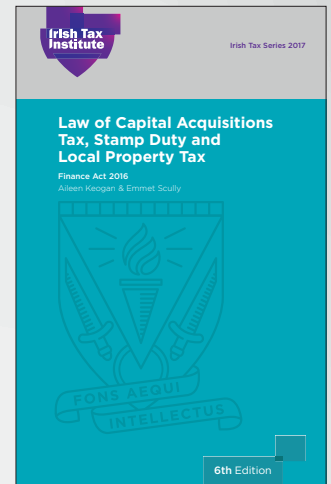 Irish Tax
Institute
Irish Tax Series 2017
Law of Capital Acquisitions
Tax, Stamp Duty and
Local Property Tax
Finance Act 2016
Aileen Keogan & Emmet Scully
FONS AEQUI
INTELLECTUS
6th Edition